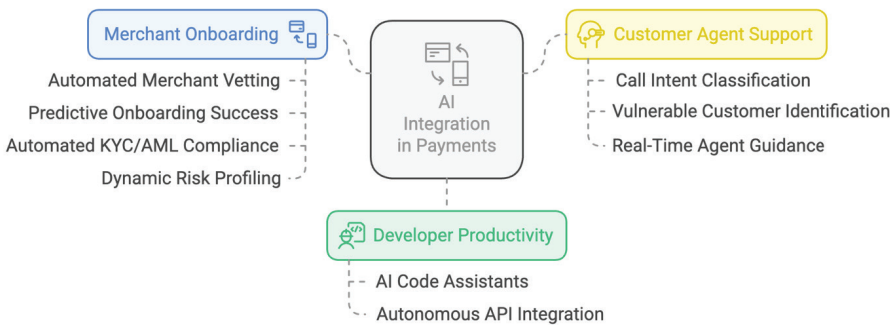 Merchant Onboarding
Automated Merchant Vetting
Predictive Onboarding Success
Automated KYC/AML Compliance
Dynamic Risk Profiling
AI
Integration
in Payments
Customer Agent Support
Call Intent Classification
Vulnerable Customer Identification
Real-Time Agent Guidance
Developer Productivity
AI Code Assistants
Autonomous API Integration